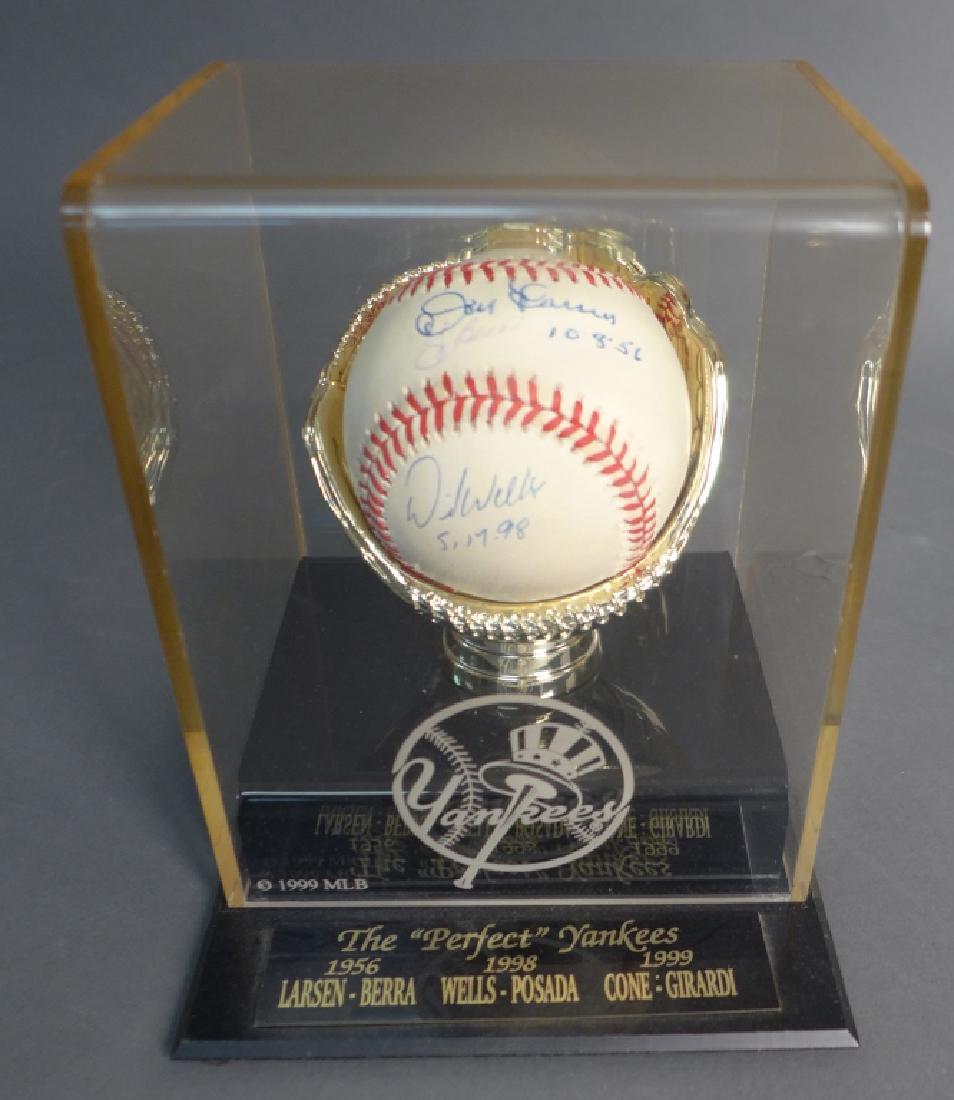 Don Larsen
Y. Berra
10 8·56
D. Wells
5.17.98
Yankees
© 1999 MLB
The "Perfect" Yankees
1956 1998 1999
LARSEN - BERRA WELLS - POSADA CONE - GIRARDI